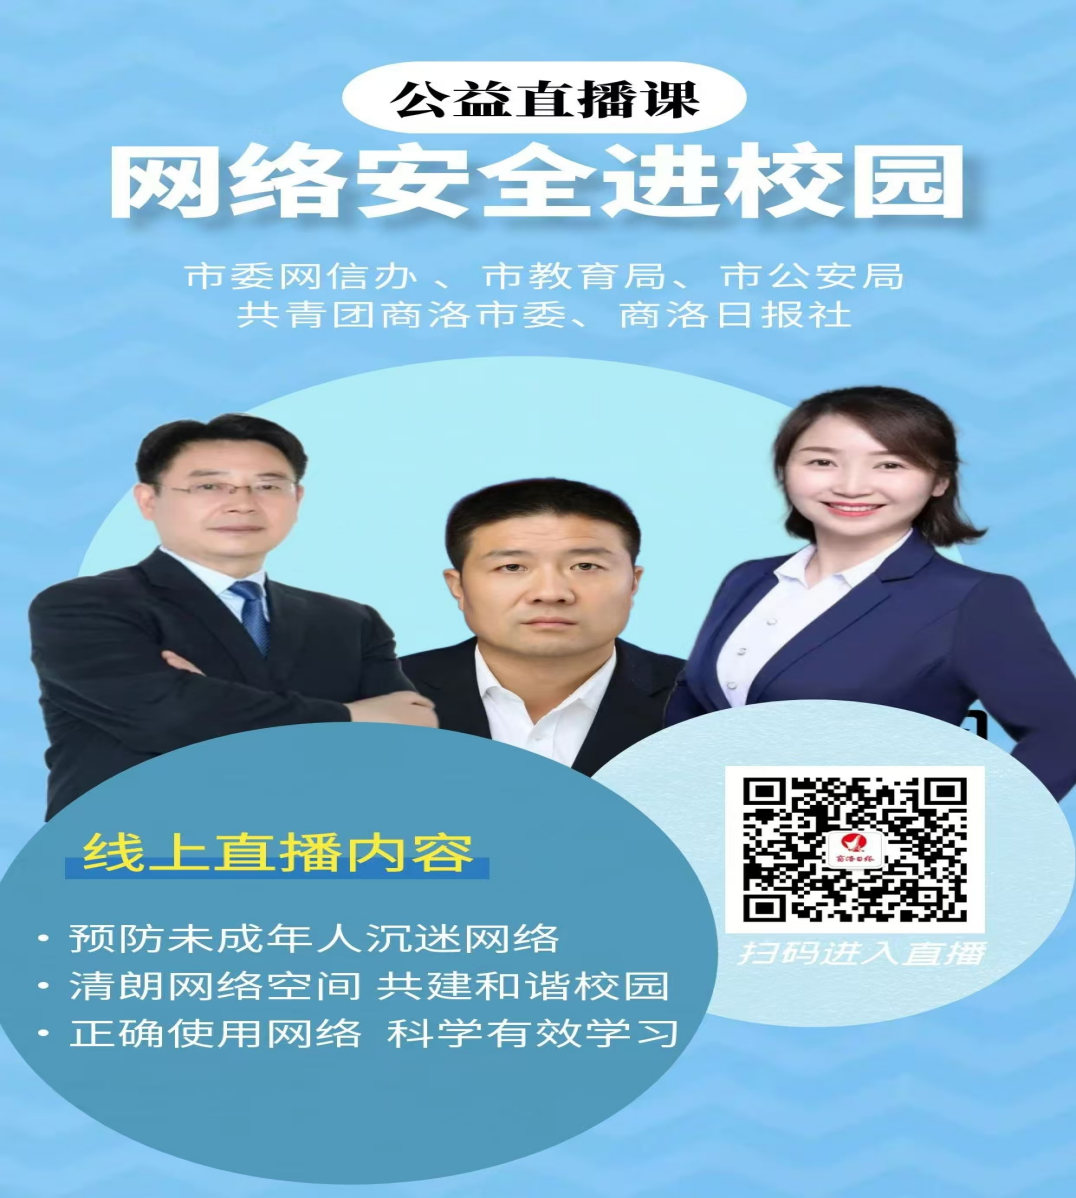 公益直播课
网络安全进校园
市委网信办、市教育局、市公安局
共青团商洛市委、商洛日报社
线上直播内容
· 预防未成年人沉迷网络
· 清朗网络空间 共建和谐校园
· 正确使用网络 科学有效学习
商洛日报
扫码进入直播